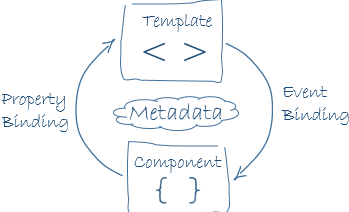 Template
< >
Property
Binding
Metadata
Event
Binding
Component
{ }